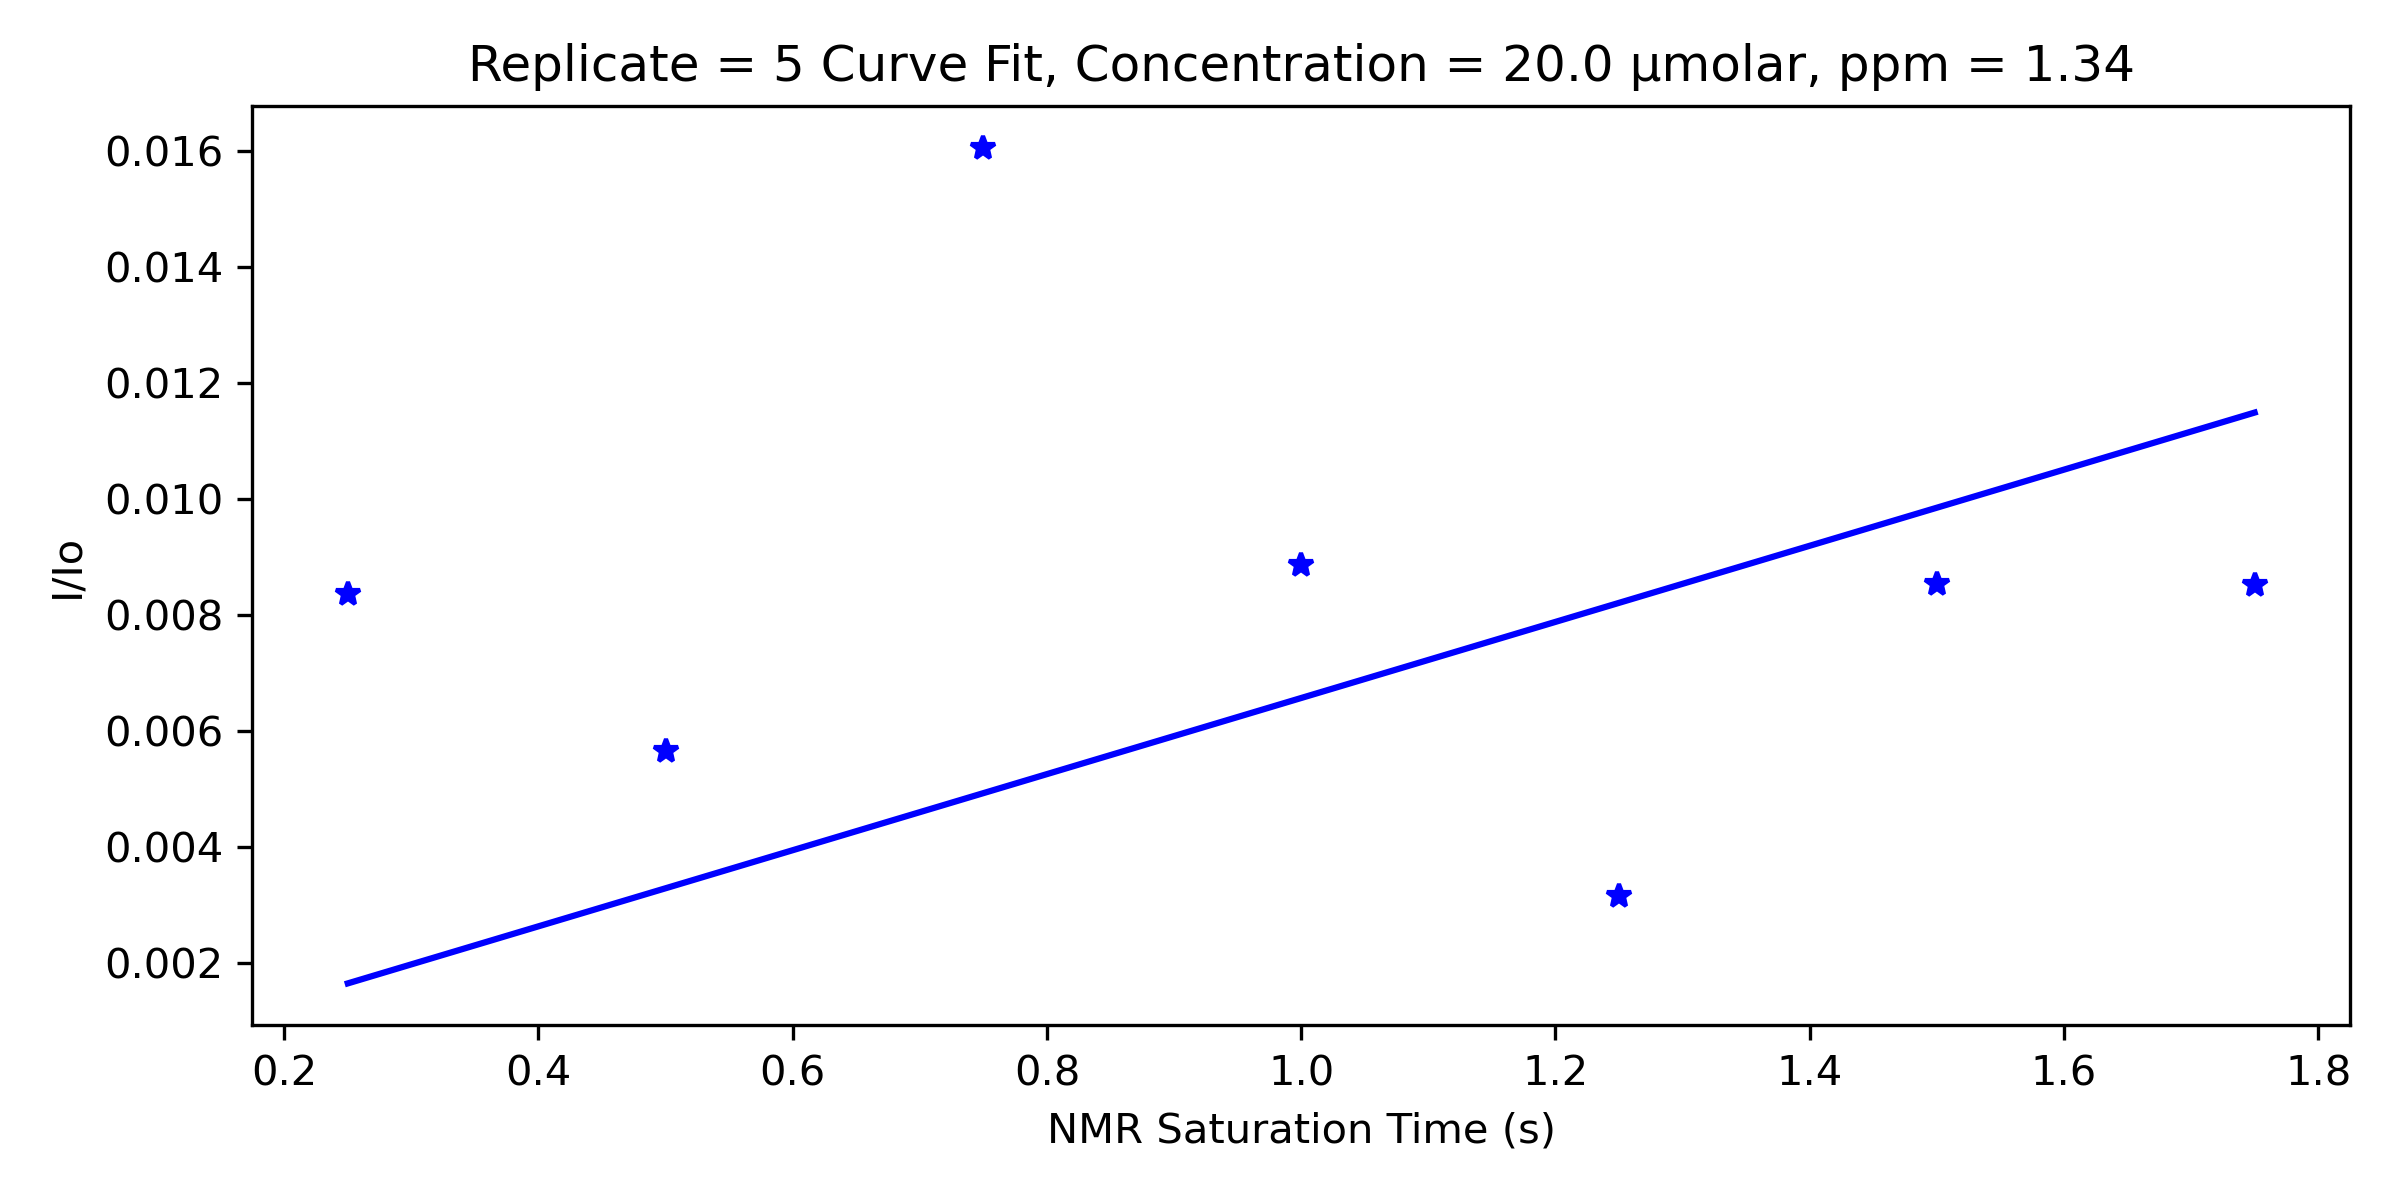 Replicate = 5 Curve Fit, Concentration = 20.0 µmolar, ppm = 1.34
0.016
0.014
0.012
0.010
0.008
0.006
0.004
0.002
I/Io
0.2 0.4 0.6 0.8 1.0 1.2 1.4 1.6 1.8
NMR Saturation Time (s)